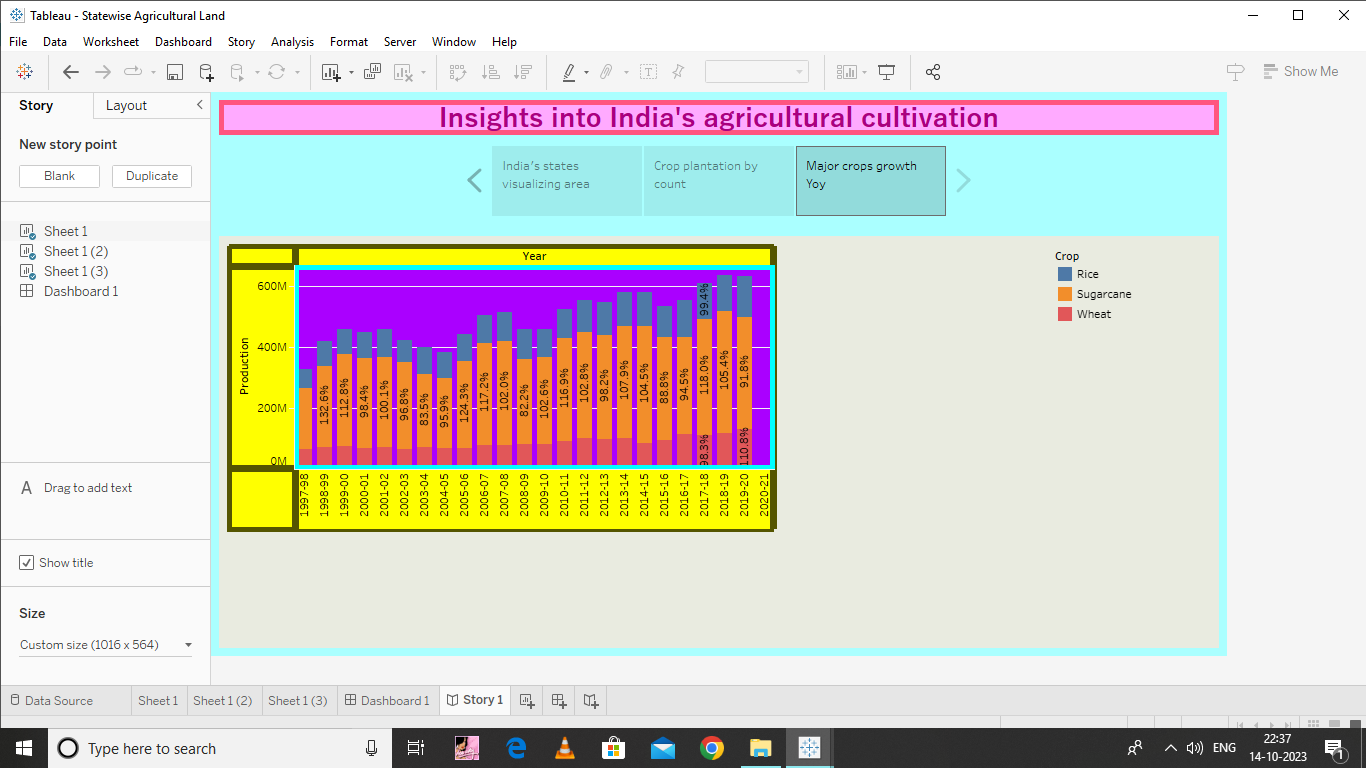 Tableau - Statewise Agricultural Land
File Data Worksheet Dashboard Story Analysis Format Server Window Help
Show Me
Story Layout
New story point
Blank Duplicate
Sheet 1
Sheet 1 (2)
Sheet 1 (3)
Dashboard 1
A Drag to add text
Show title
Size
Custom size (1016 x 564)
Insights into India's agricultural cultivation
India's states
visualizing area
Crop plantation by
count
Major crops growth
Yoy
Year
Production
600M
400M
200M
0M
132.6%
112.8%
98.4%
100.1%
96.8%
83.5%
95.9%
124.3%
117.2%
102.0%
82.2%
102.6%
116.9%
102.8%
98.2%
107.9%
104.5%
88.8%
94.5%
99.4%
118.0%
98.3%
105.4%
91.8%
110.8%
1997-98
1998-99
1999-00
2000-01
2001-02
2002-03
2003-04
2004-05
2005-06
2006-07
2007-08
2008-09
2009-10
2010-11
2011-12
2012-13
2013-14
2014-15
2015-16
2016-17
2017-18
2018-19
2019-20
2020-21
Crop
Rice
Sugarcane
Wheat
Data Source Sheet 1 Sheet 1 (2) Sheet 1 (3) Dashboard 1 Story 1
Type here to search
ENG
22:37
14-10-2023
1